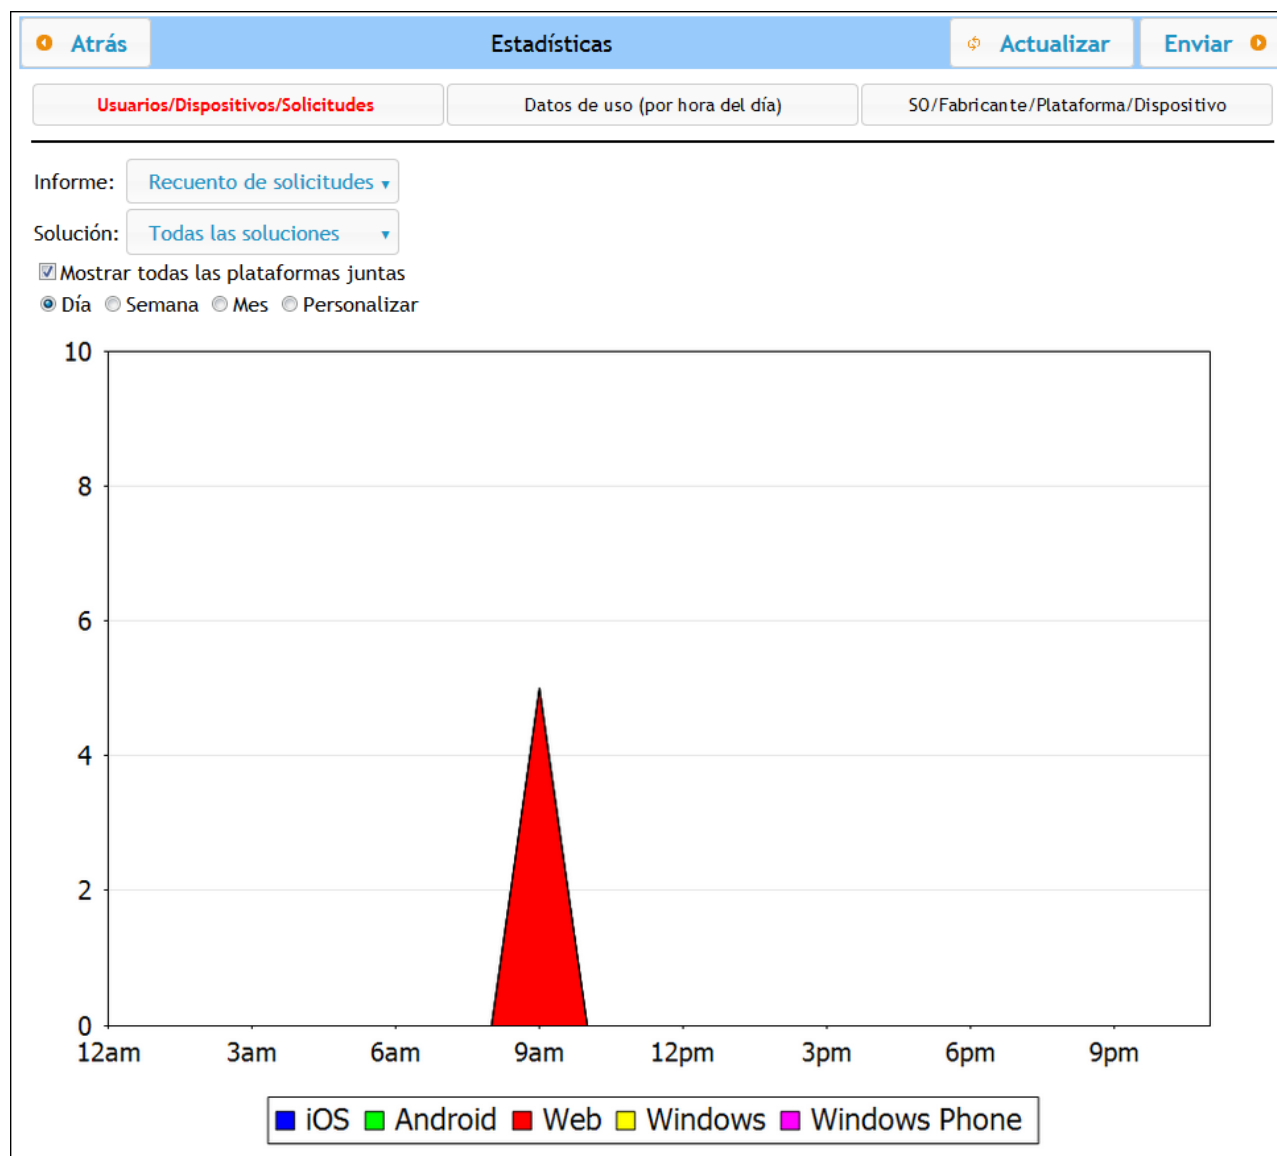 Atrás Estadísticas Actualizar Enviar
Usuarios/Dispositivos/Solicitudes Datos de uso (por hora del día) SO/Fabricante/Plataforma/Dispositivo
Informe: Recuento de solicitudes
Solución: Todas las soluciones
Mostrar todas las plataformas juntas
Día Semana Mes Personalizar
10
8
6
4
2
0
12am 3am 6am 9am 12pm 3pm 6pm 9pm
iOS Android Web Windows Windows Phone